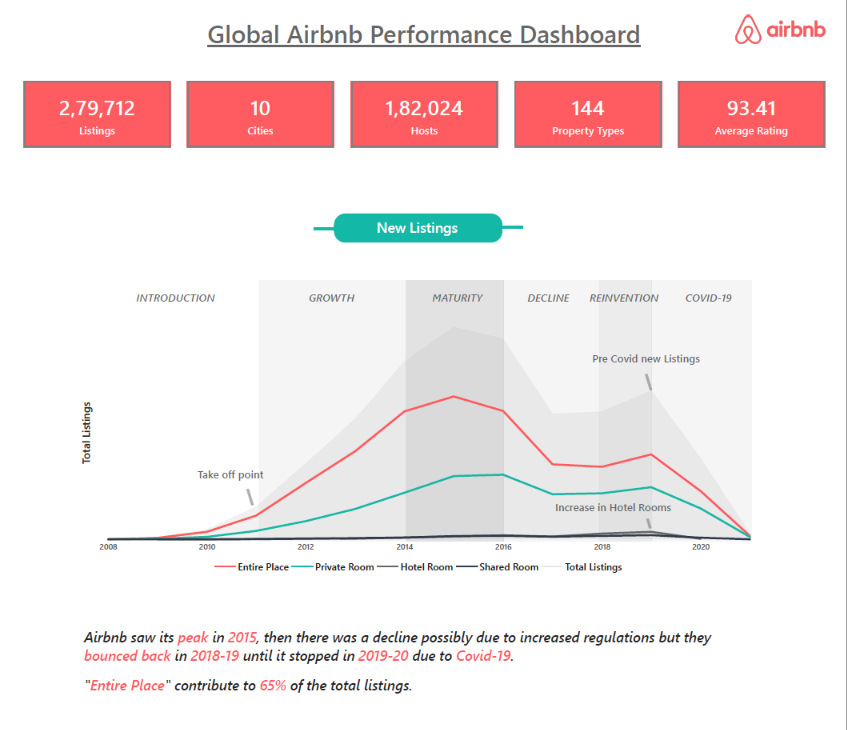 Global Airbnb Performance Dashboard
airbnb
2,79,712
Listings
10
Cities
1,82,024
Hosts
144
Property Types
93.41
Average Rating
New Listings
INTRODUCTION GROWTH MATURITY DECLINE REINVENTION COVID-19
Pre Covid new Listings
Total Listings
Take off point
Increase in Hotel Rooms
2008 2010 2012 2014 2016 2018 2020
Entire Place Private Room Hotel Room Shared Room Total Listings
Airbnb saw its peak in 2015, then there was a decline possibly due to increased regulations but they
bounced back in 2018-19 until it stopped in 2019-20 due to Covid-19.
"Entire Place" contribute to 65% of the total listings.